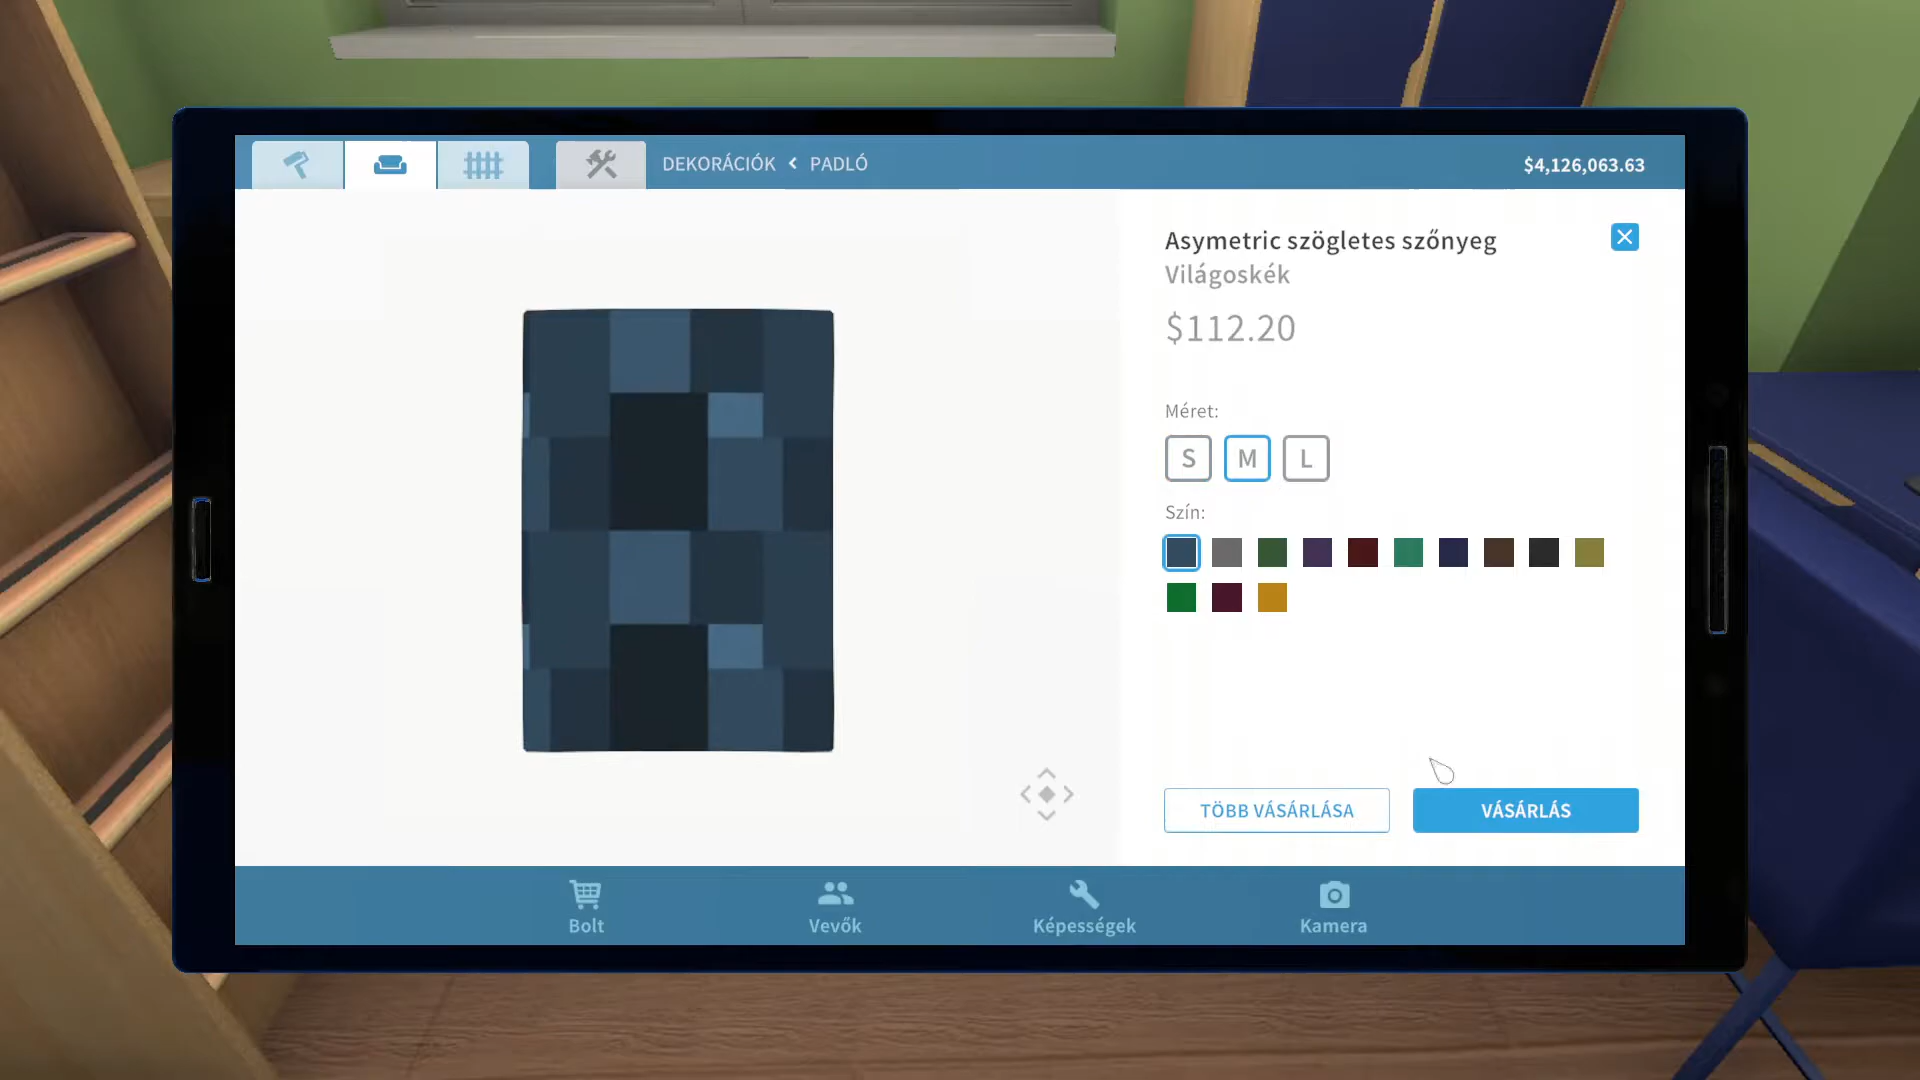 DEKORÁCIÓK < PADLÓ
$4,126,063.63
Asymetric szögletes szőnyeg
Világoskék
$112.20
Méret:
S M L
Szín:
TÖBB VÁSÁRLÁSA
VÁSÁRLÁS
Bolt
Vevők
Képességek
Kamera